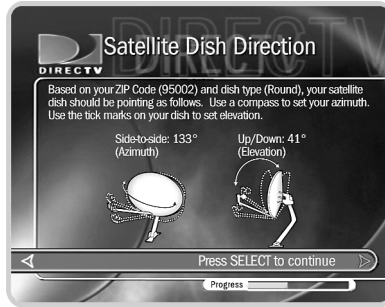 DIRECTV
Satellite Dish Direction
DIRECTV
Based on your ZIP Code (95002) and dish type (Round), your satellite
dish should be pointing as follows.  Use a compass to set your azimuth.
Use the tick marks on your dish to set elevation.
Side-to-side: 133°
(Azimuth)
Up/Down: 41°
(Elevation)
Press SELECT to continue
Progress